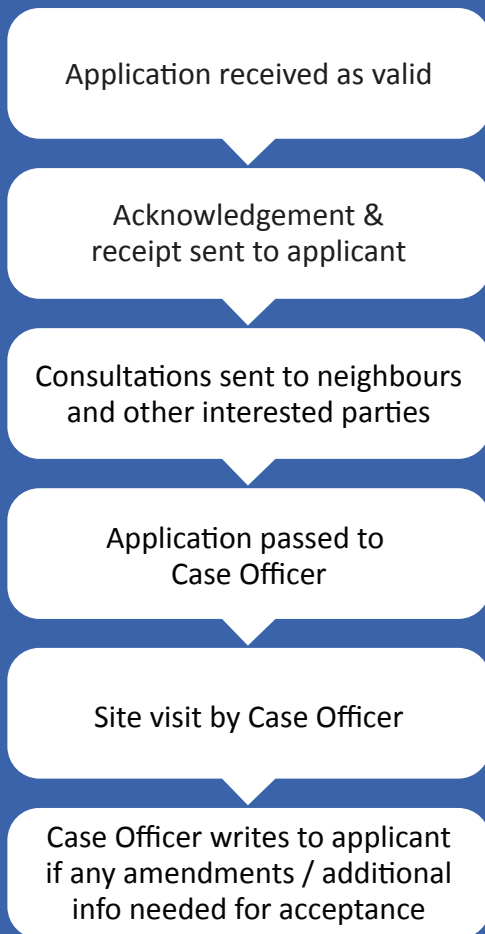 Application received as valid
Acknowledgement &
receipt sent to applicant
Consultations sent to neighbours
and other interested parties
Application passed to
Case Officer
Site visit by Case Officer
Case Officer writes to applicant
if any amendments / additional
info needed for acceptance